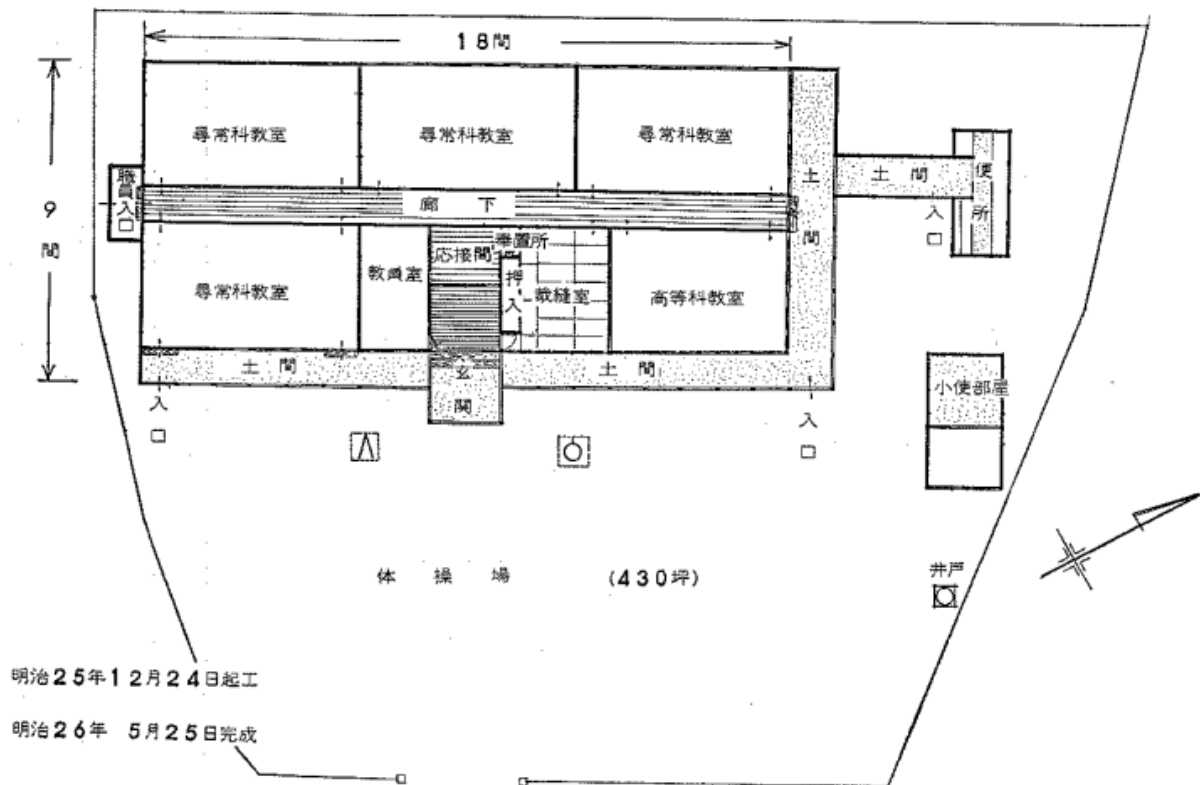 18間
9間
尋常科教室
尋常科教室
尋常科教室
職員入口
廊下
土間
土間
入口
便所
尋常科教室
教員室
応接間
奉置所
押入
裁縫室
高等科教室
土間
玄関
土間
入口
入口
小使部屋
体操場 (430坪)
井戸
明治25年12月24日起工
明治26年 5月25日完成